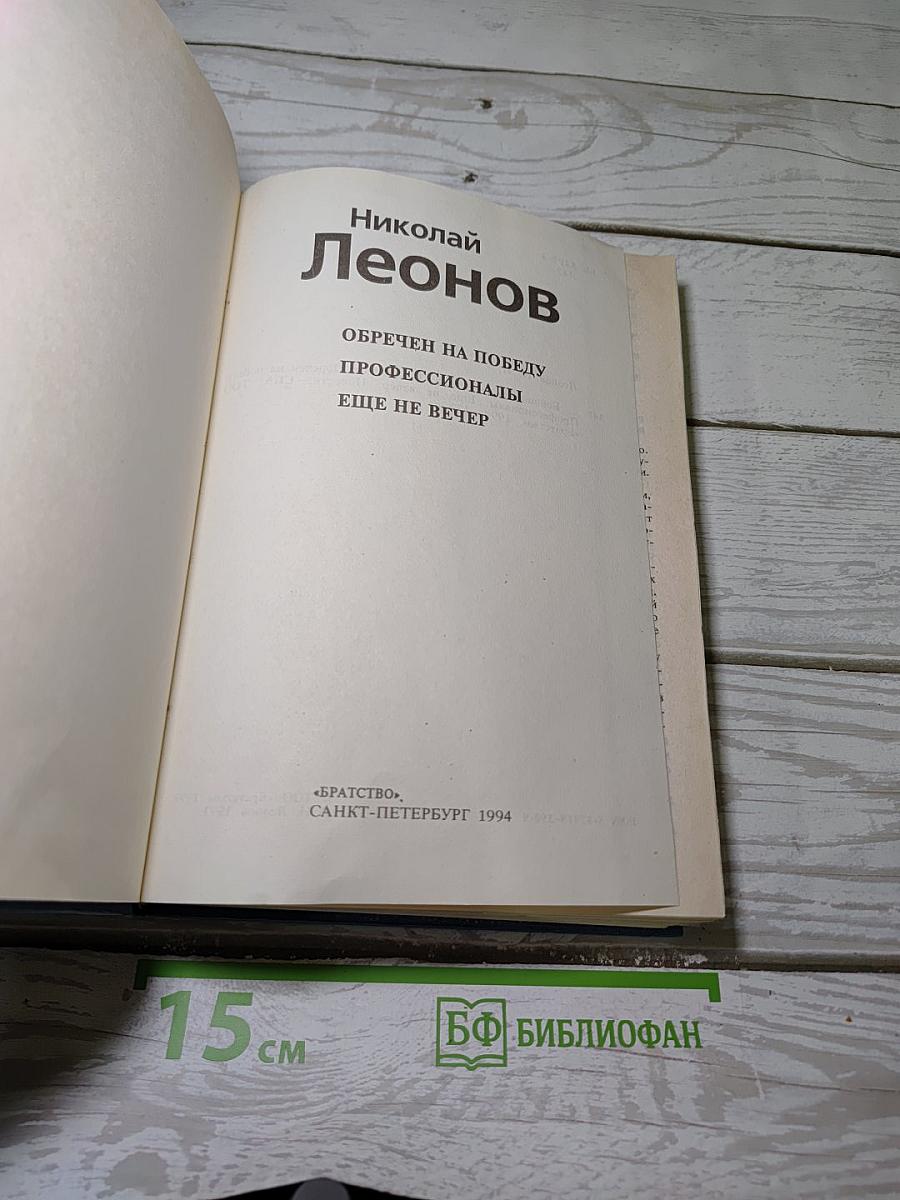 Николай
Леонов
ОБРЕЧЕН НА ПОБЕДУ
ПРОФЕССИОНАЛЫ
ЕЩЕ НЕ ВЕЧЕР
«БРАТСТВО»,
САНКТ-ПЕТЕРБУРГ 1994
15 см
БФ БИБЛИОФАН